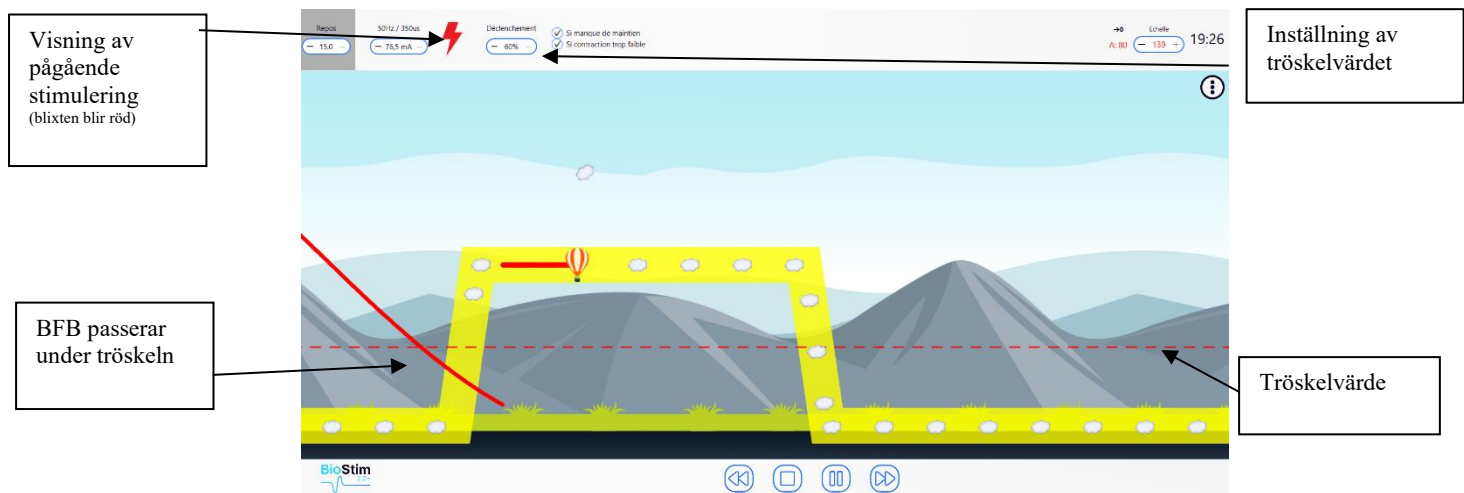 Visning av
pågående
stimulering
(blixten blir röd)
BFB passerar
under tröskeln
Repos
15,0
50Hz / 350us
76,5 mA
Déclenchement
60%
Si manque de maintien
Si contraction trop faible
A: 80
Echelle
139
19:26
BioStim
Inställning av
tröskelvärdet
Tröskelvärde